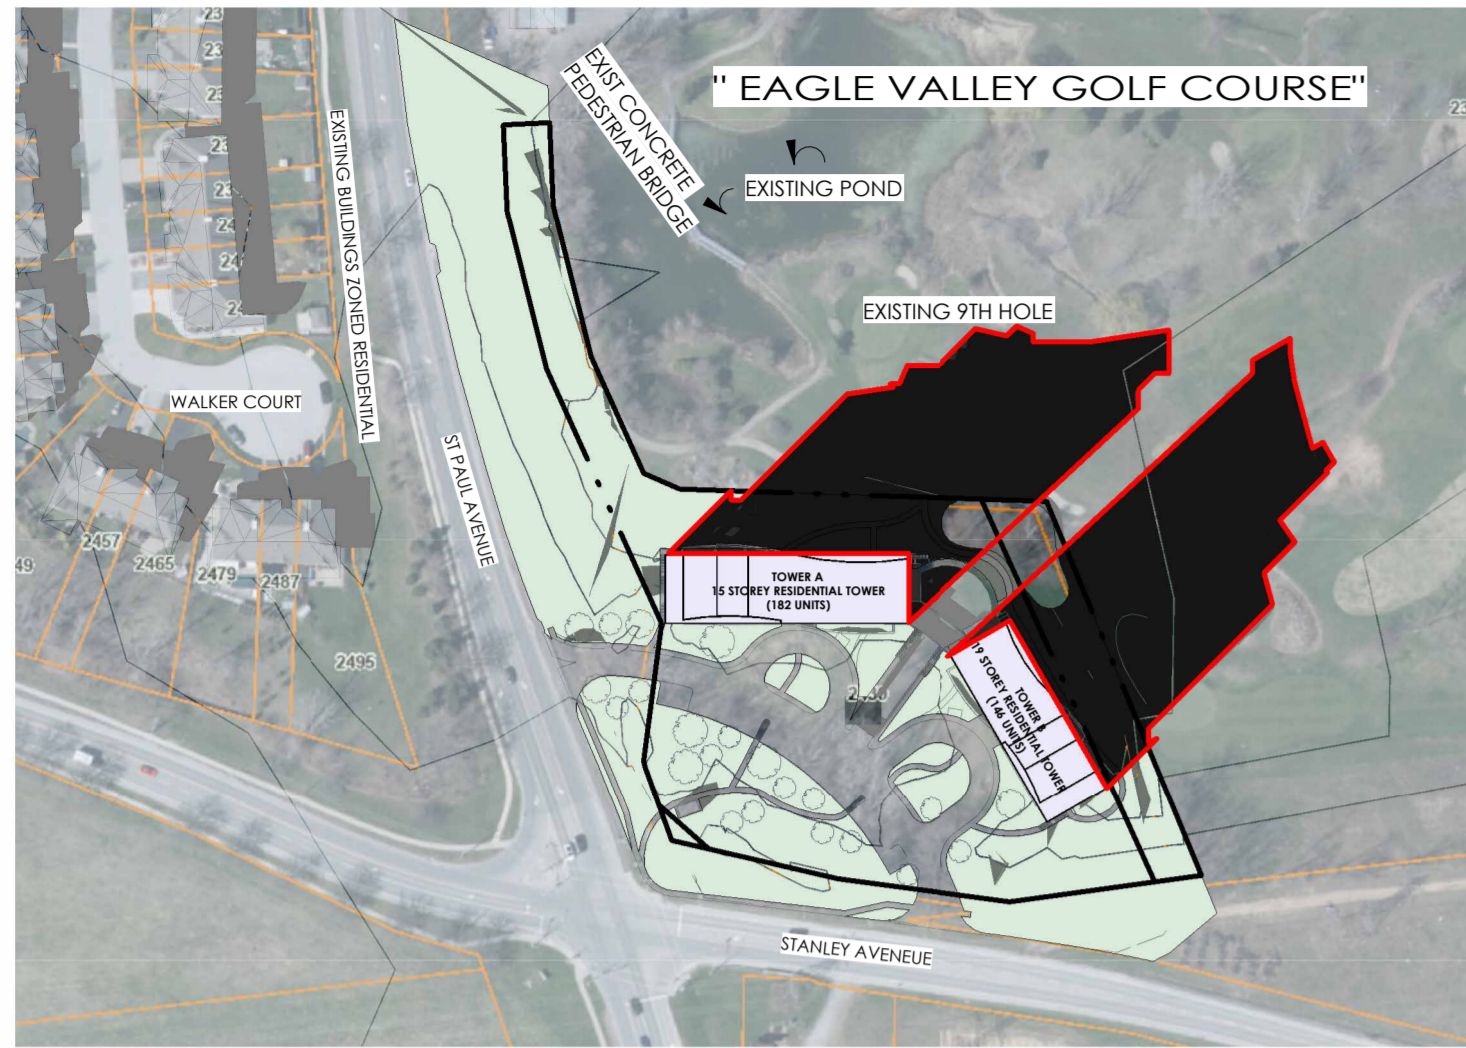 " EAGLE VALLEY GOLF COURSE"
EXIST CONCRETE
PEDESTRIAN BRIDGE
EXISTING POND
EXISTING BUILDINGS ZONED RESIDENTIAL
EXISTING 9TH HOLE
WALKER COURT
ST PAUL AVENUE
2457
2465
2479
2487
2495
49
TOWER A
15 STOREY RESIDENTIAL TOWER
(182 UNITS)
TOWER B
19 STOREY RESIDENTIAL TOWER
(146 UNITS)
STANLEY AVENEUE